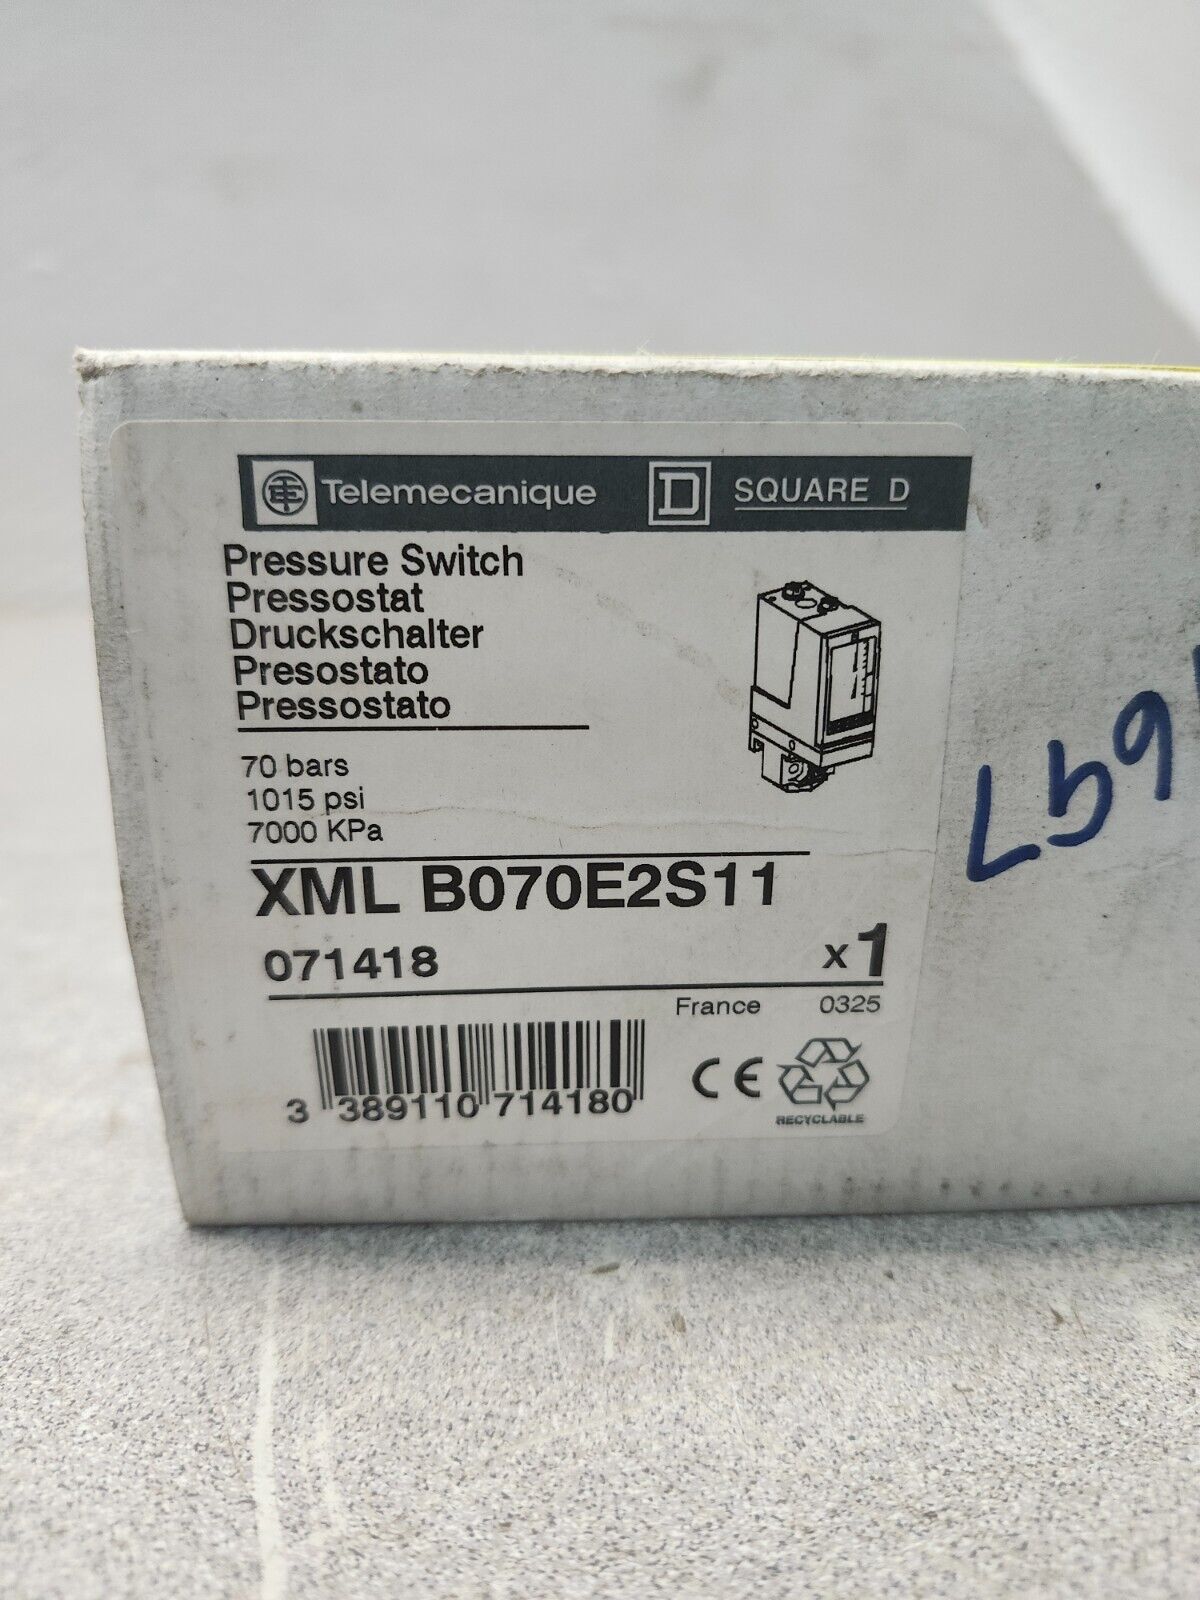 Telemecanique D SQUARE D
Pressure Switch
Pressostat
Druckschalter
Presostato
Pressostato
70 bars
1015 psi
7000 KPa
XML B070E2S11
071418 x1
France 0325
3 389110 714180
CE
RECYCLABLE